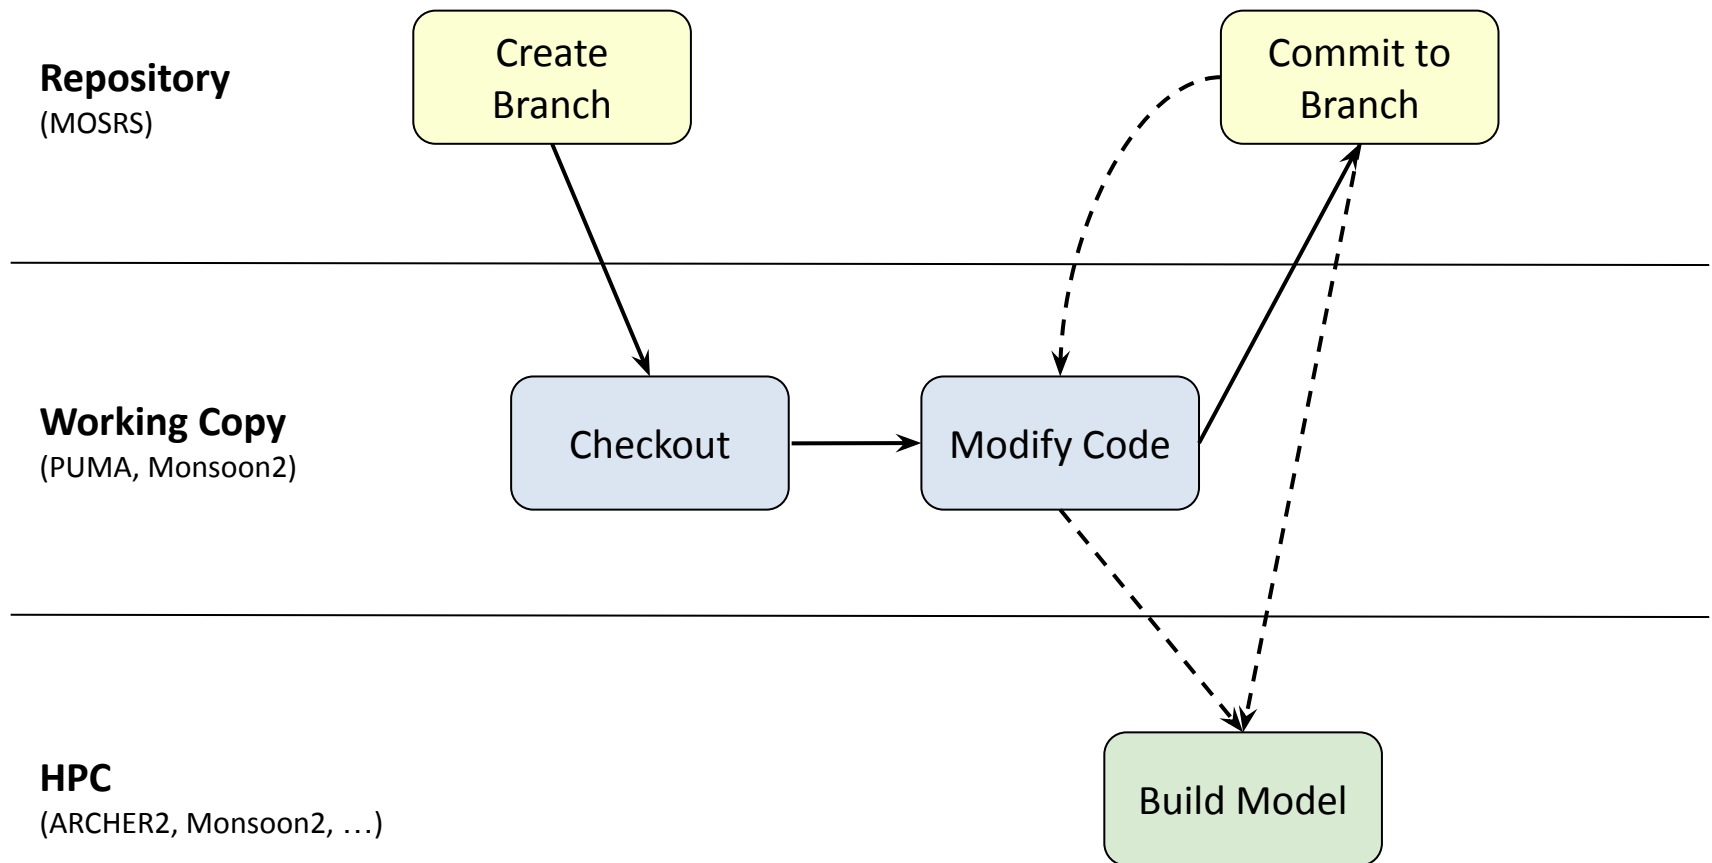 Repository
(MOSRS)
Create
Branch
Commit to
Branch
Working Copy
(PUMA, Monsoon2)
Checkout
Modify Code
HPC
(ARCHER2, Monsoon2, …)
Build Model